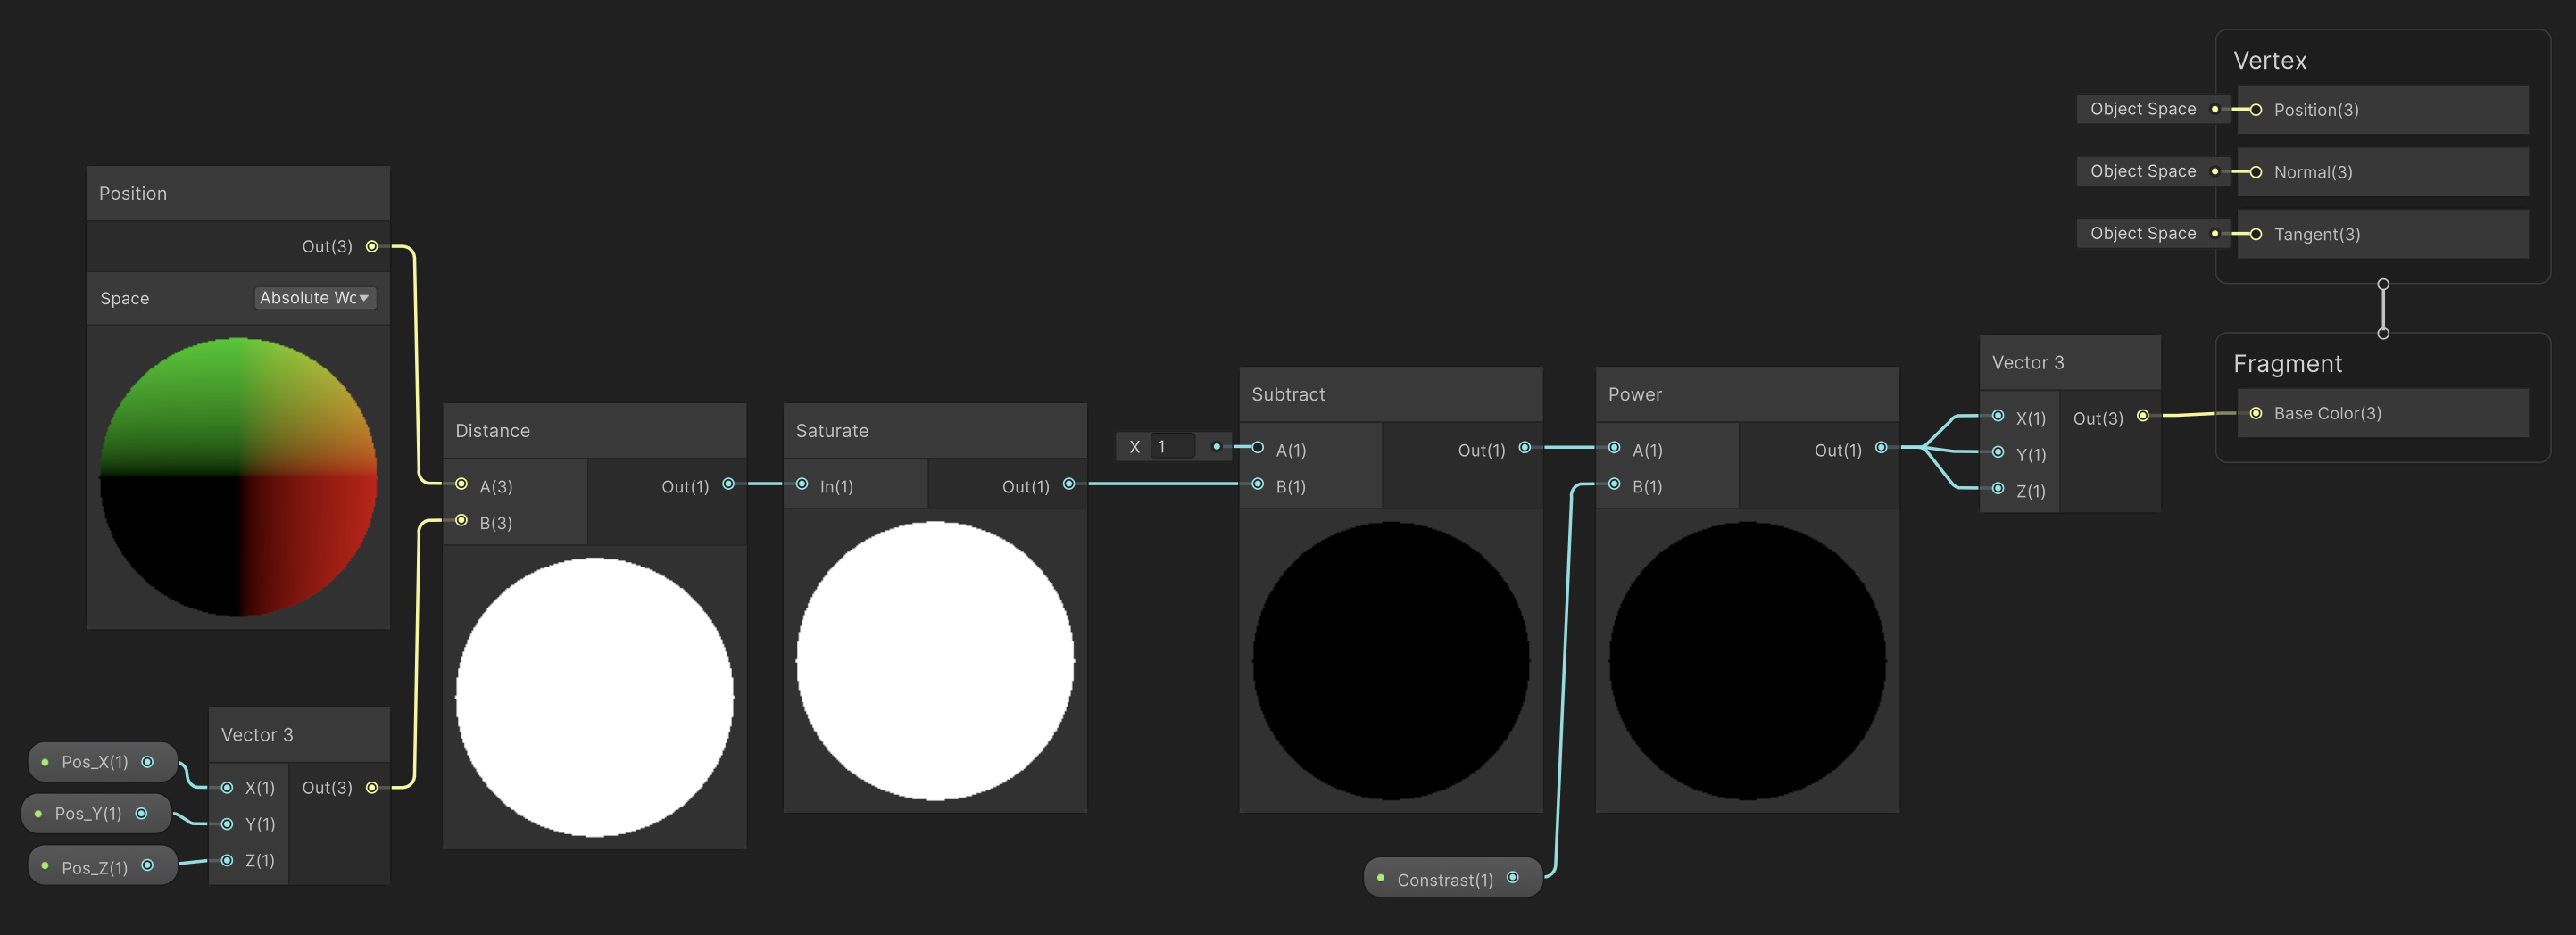 Position
Out(3)
Space
Absolute Wc
Pos_X(1)
Pos_Y(1)
Pos_Z(1)
Vector 3
X(1)
Out(3)
Y(1)
Z(1)
Distance
A(3)
Out(1)
B(3)
Saturate
In(1)
Out(1)
X 1
Subtract
A(1)
Out(1)
B(1)
Constrast(1)
Power
A(1)
Out(1)
B(1)
Vector 3
X(1)
Out(3)
Y(1)
Z(1)
Vertex
Object Space
Position(3)
Object Space
Normal(3)
Object Space
Tangent(3)
Fragment
Base Color(3)